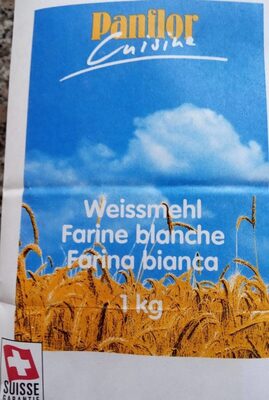 Panflor
Cuisine
Weissmehl
Farine blanche
Farina bianca
1 kg
SUISSE
GARANTIE